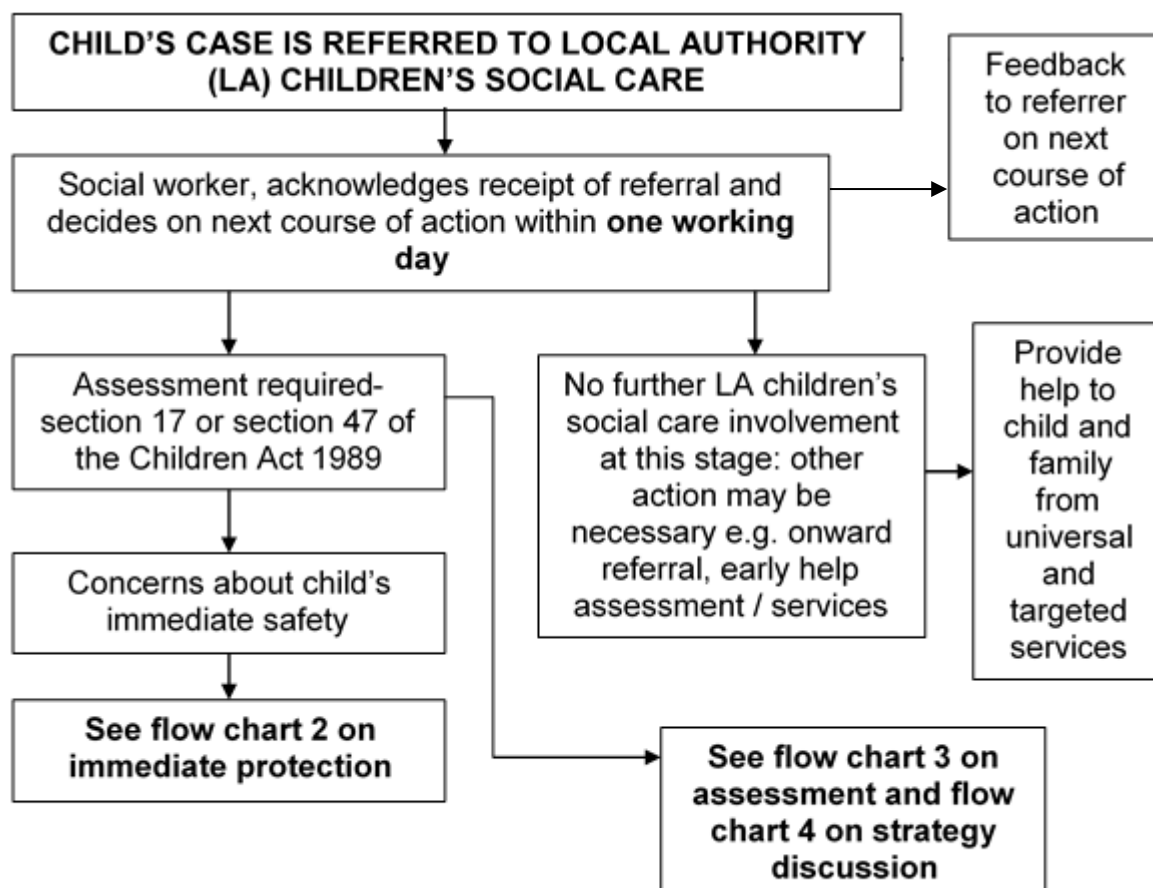 CHILD'S CASE IS REFERRED TO LOCAL AUTHORITY
(LA) CHILDREN'S SOCIAL CARE
Feedback
to referrer
on next
course of
action
Social worker, acknowledges receipt of referral and
decides on next course of action within one working
day
Assessment required-
section 17 or section 47 of
the Children Act 1989
No further LA children's
social care involvement
at this stage: other
action may be
necessary e.g. onward
referral, early help
assessment / services
Provide
help to
child and
family
from
universal
and
targeted
services
Concerns about child's
immediate safety
See flow chart 2 on
immediate protection
See flow chart 3 on
assessment and flow
chart 4 on strategy
discussion